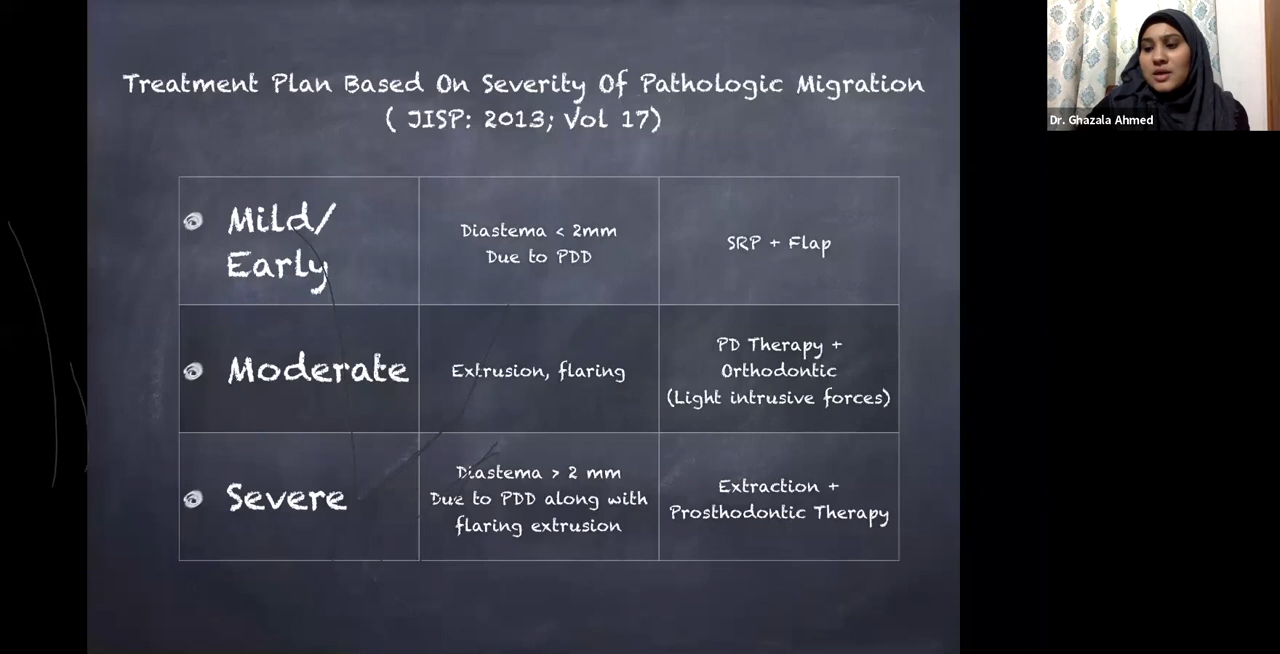 Treatment Plan Based On Severity Of Pathologic Migration
( JISP: 2013; Vol 17)
Mild/
Early
Diastema < 2mm
Due to PDD
SRP + Flap
Moderate
Extrusion, flaring
PD Therapy +
Orthodontic
(Light intrusive forces)
Severe
Diastema > 2 mm
Due to PDD along with
flaring extrusion
Extraction +
Prosthodontic Therapy
Dr. Ghazala Ahmed